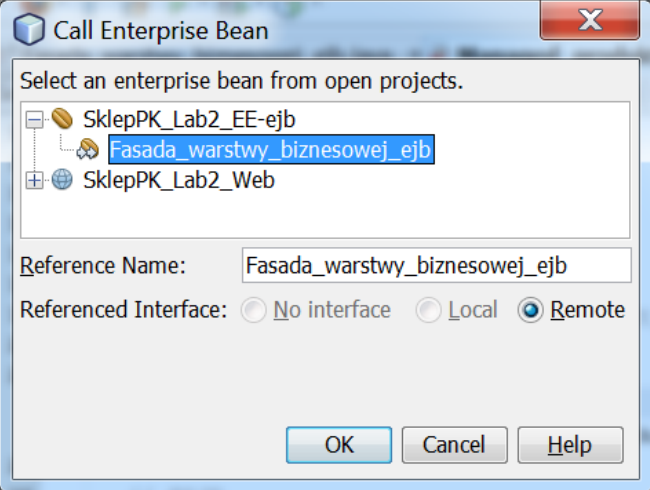 Call Enterprise Bean
Select an enterprise bean from open projects.
SklepPK_Lab2_EE-ejb
Fasada_warstwy_biznesowej_ejb
SklepPK_Lab2_Web
Reference Name: Fasada_warstwy_biznesowej_ejb
Referenced Interface: No interface Local Remote
OK Cancel Help